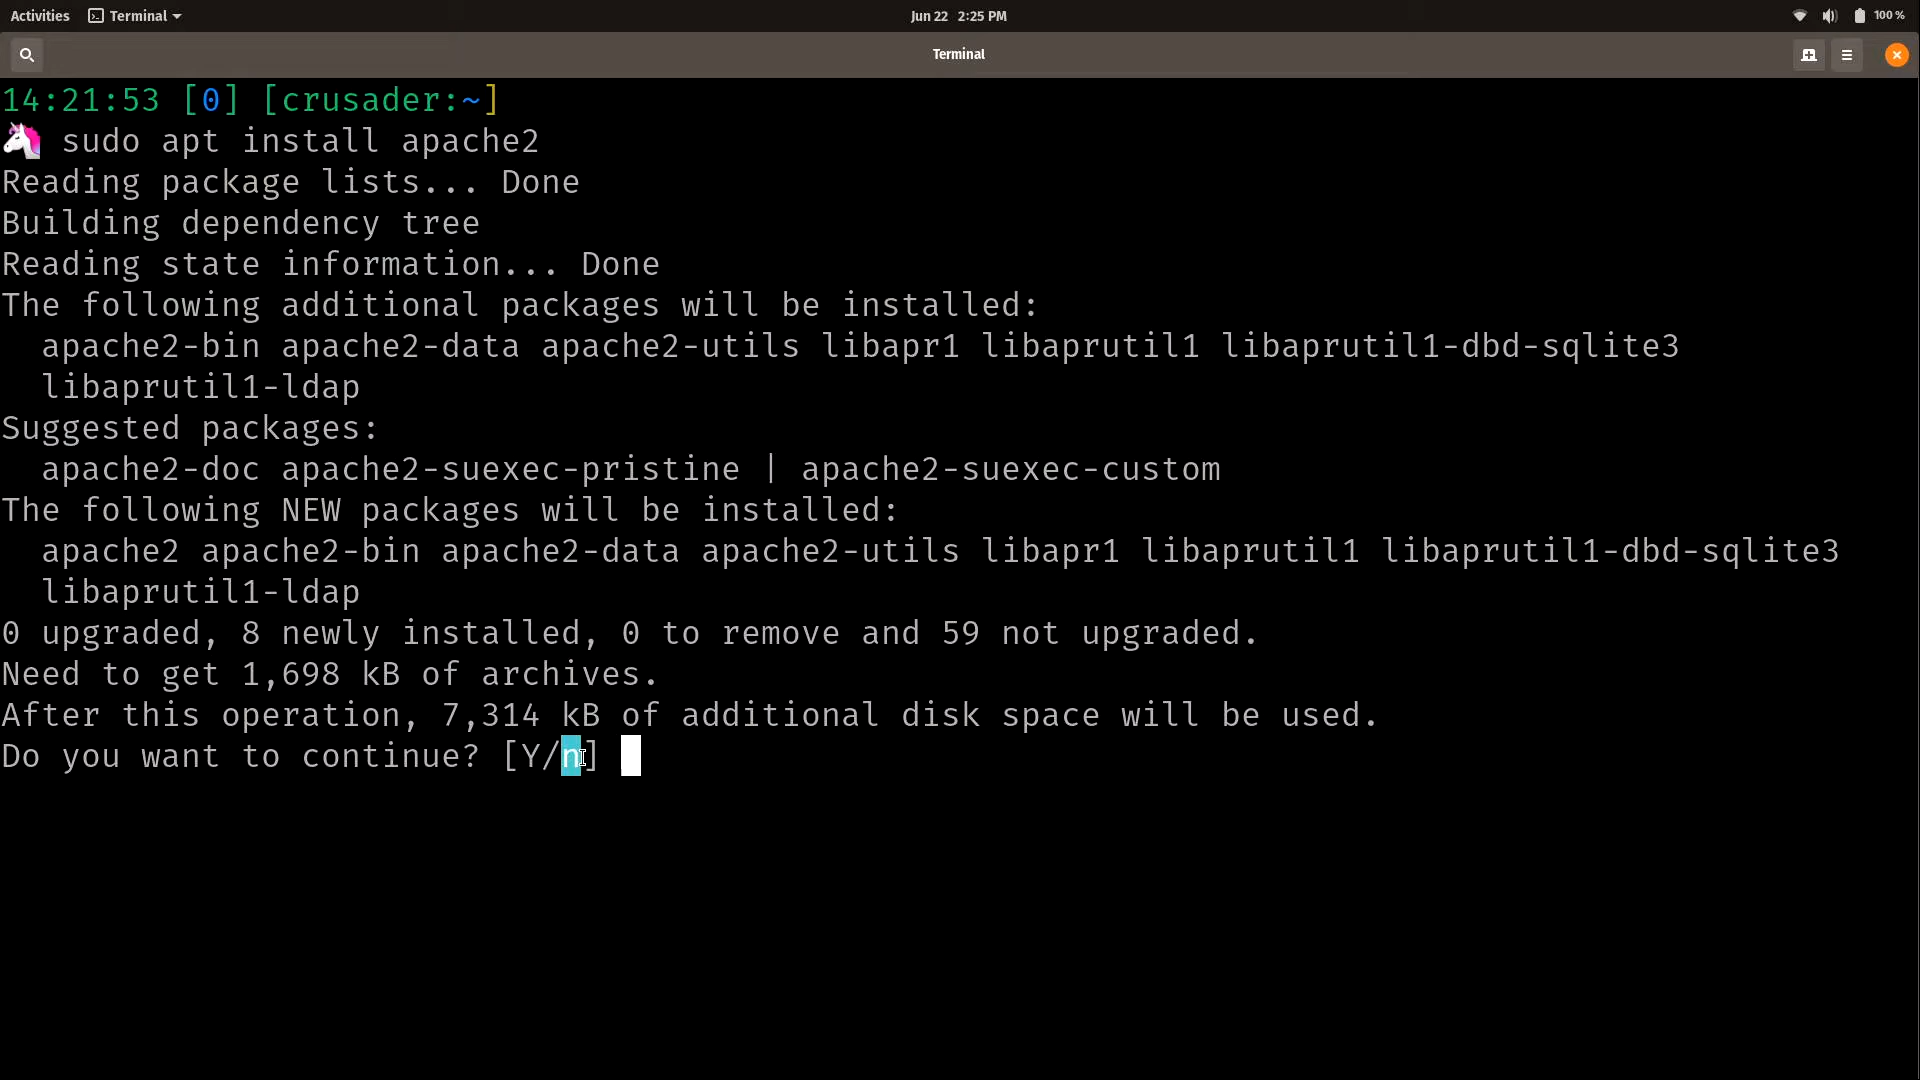 Activities Terminal Jun 22 2:25 PM 100 %
Terminal
14:21:53 [0] [crusader:~]
🦄 sudo apt install apache2
Reading package lists... Done
Building dependency tree
Reading state information... Done
The following additional packages will be installed:
  apache2-bin apache2-data apache2-utils libapr1 libaprutil1 libaprutil1-dbd-sqlite3
  libaprutil1-ldap
Suggested packages:
  apache2-doc apache2-suexec-pristine | apache2-suexec-custom
The following NEW packages will be installed:
  apache2 apache2-bin apache2-data apache2-utils libapr1 libaprutil1 libaprutil1-dbd-sqlite3
  libaprutil1-ldap
0 upgraded, 8 newly installed, 0 to remove and 59 not upgraded.
Need to get 1,698 kB of archives.
After this operation, 7,314 kB of additional disk space will be used.
Do you want to continue? [Y/n]